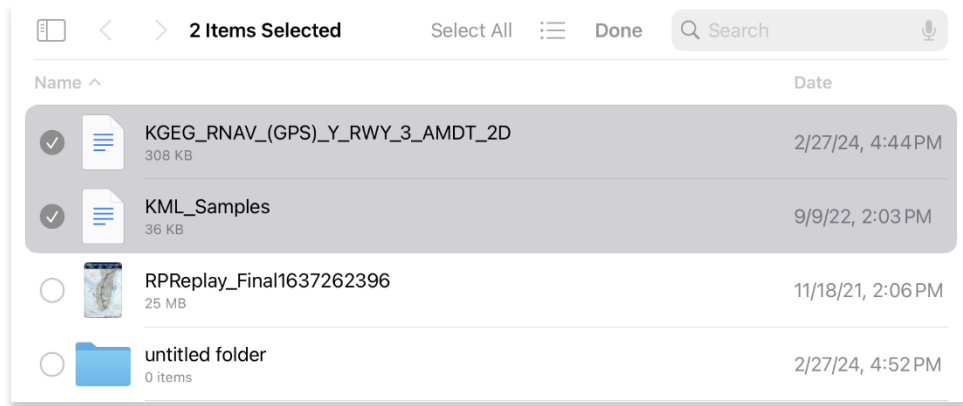 2 Items Selected Select All Done Search
Name Date
KGEG_RNAV_(GPS)_Y_RWY_3_AMDT_2D
308 KB
2/27/24, 4:44 PM
KML_Samples
36 KB
9/9/22, 2:03 PM
RPReplay_Final1637262396
25 MB
11/18/21, 2:06 PM
untitled folder
0 items
2/27/24, 4:52 PM